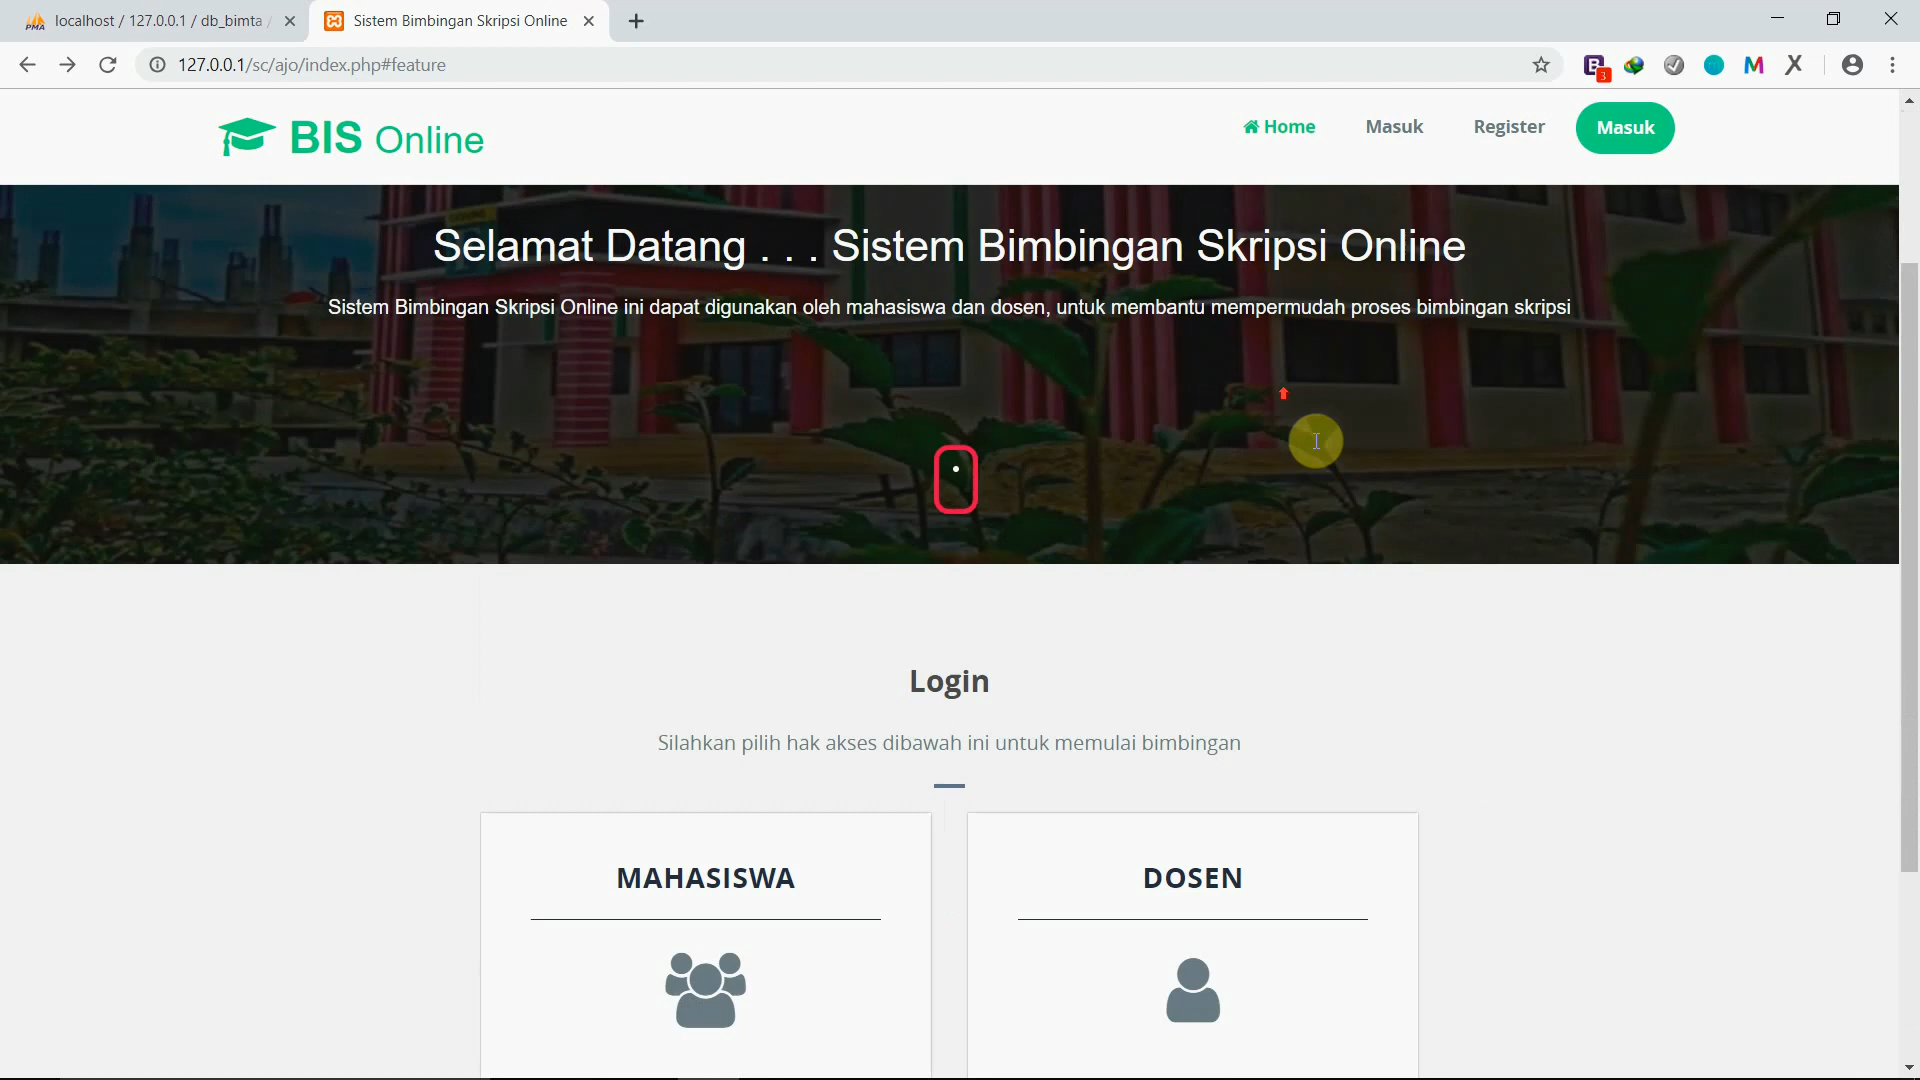 localhost / 127.0.0.1 / db_bimta /
Sistem Bimbingan Skripsi Online
127.0.0.1/sc/ajo/index.php#feature
3
BIS Online
Home
Masuk
Register
Masuk
Selamat Datang . . . Sistem Bimbingan Skripsi Online
Sistem Bimbingan Skripsi Online ini dapat digunakan oleh mahasiswa dan dosen, untuk membantu mempermudah proses bimbingan skripsi
Login
Silahkan pilih hak akses dibawah ini untuk memulai bimbingan
MAHASISWA
DOSEN